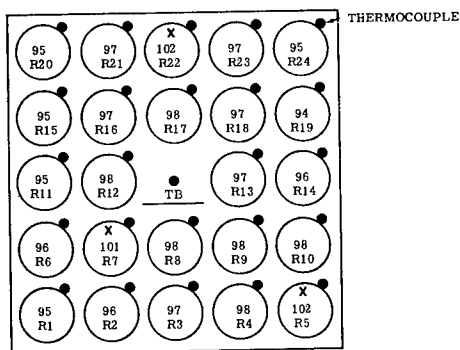 THERMOCOUPLE
95 97 X 102 97 95
R20 R21 R22 R23 R24
95 97 98 97 94
R15 R16 R17 R18 R19
95 98 97 96
R11 R12 TB R13 R14
96 X 101 98 98 98
R6 R7 R8 R9 R10
95 96 97 98 X 102
R1 R2 R3 R4 R5